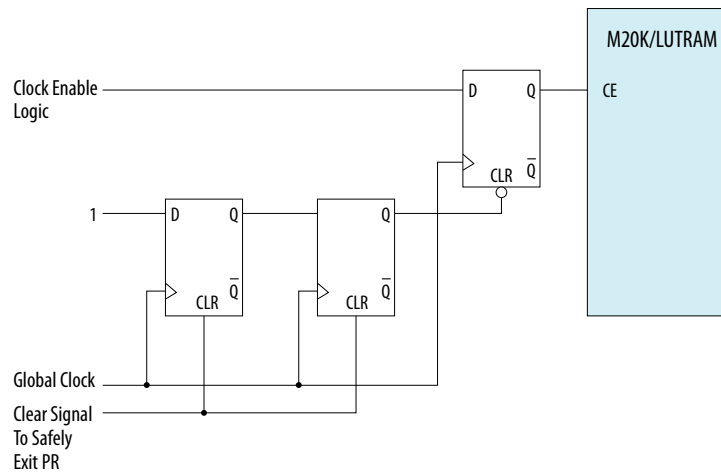 M20K/LUTRAM
Clock Enable
Logic
D Q
CE
CLR Q̅
1
D Q
Q
CLR Q̅
CLR Q̅
Global Clock
Clear Signal
To Safely
Exit PR